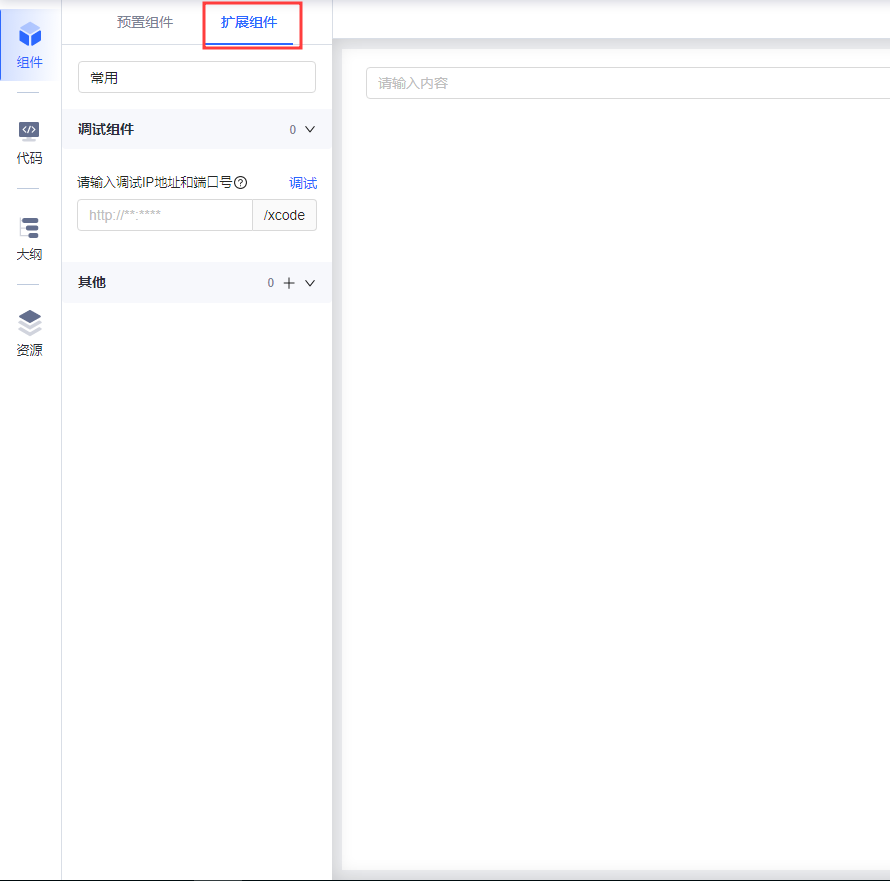 组件
代码
大纲
资源
预置组件
扩展组件
常用
调试组件
0
请输入调试IP地址和端口号
调试
http://**:****
/xcode
其他
0
请输入内容